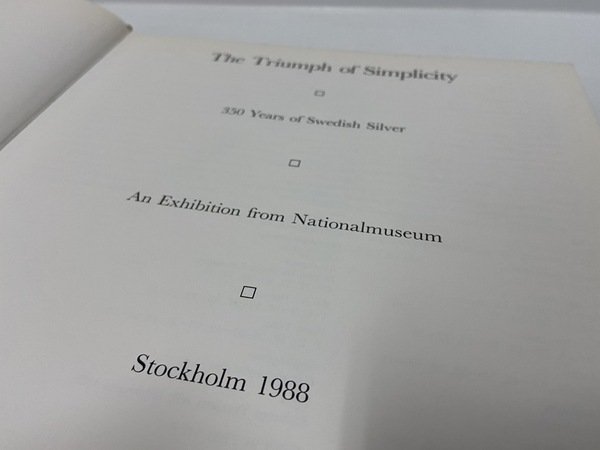 The Triumph of Simplicity
350 Years of Swedish Silver
An Exhibition from Nationalmuseum
Stockholm 1988